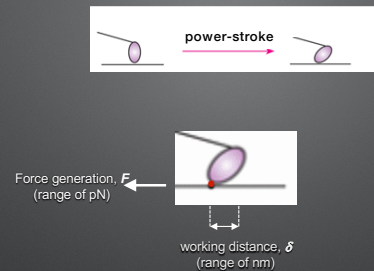 power-stroke
Force generation, F
(range of pN)
working distance, δ
(range of nm)